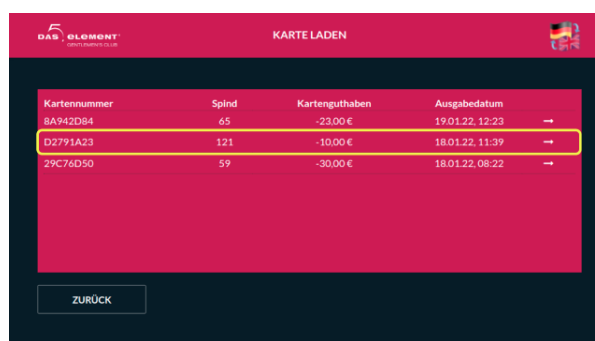 DAS 5 ELEMENT
GENTLEMEN'S CLUB
KARTE LADEN
Kartennummer Spind Kartenguthaben Ausgabedatum
8A942D84 65 -23,00 € 19.01.22, 12:23 →
D2791A23 121 -10,00 € 18.01.22, 11:39 →
29C76D50 59 -30,00 € 18.01.22, 08:22 →
ZURÜCK